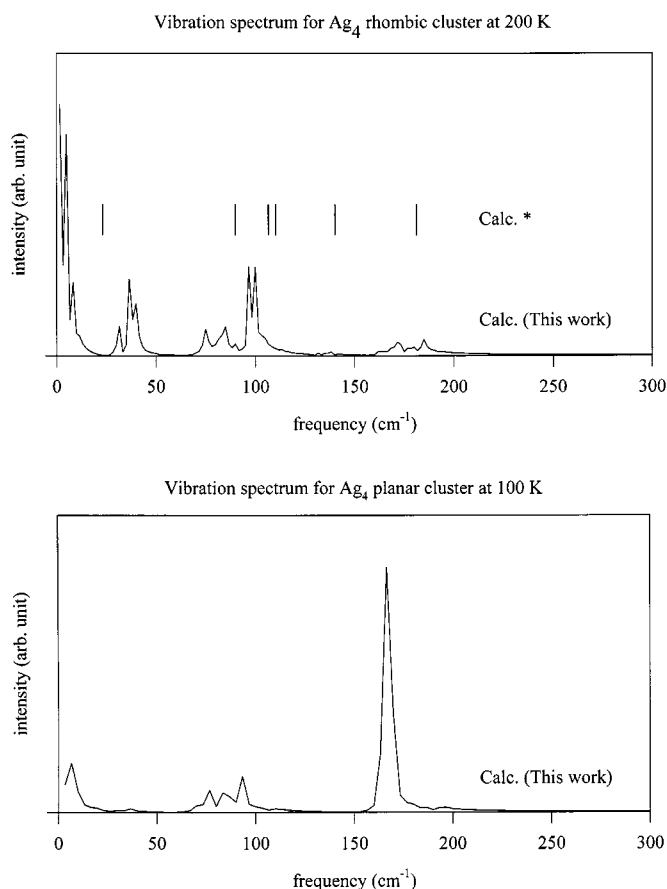 Vibration spectrum for Ag4 rhombic cluster at 200 K
intensity (arb. unit)
Calc. *
Calc. (This work)
0 50 100 150 200 250 300
frequency (cm-1)
Vibration spectrum for Ag4 planar cluster at 100 K
intensity (arb. unit)
Calc. (This work)
0 50 100 150 200 250 300
frequency (cm-1)